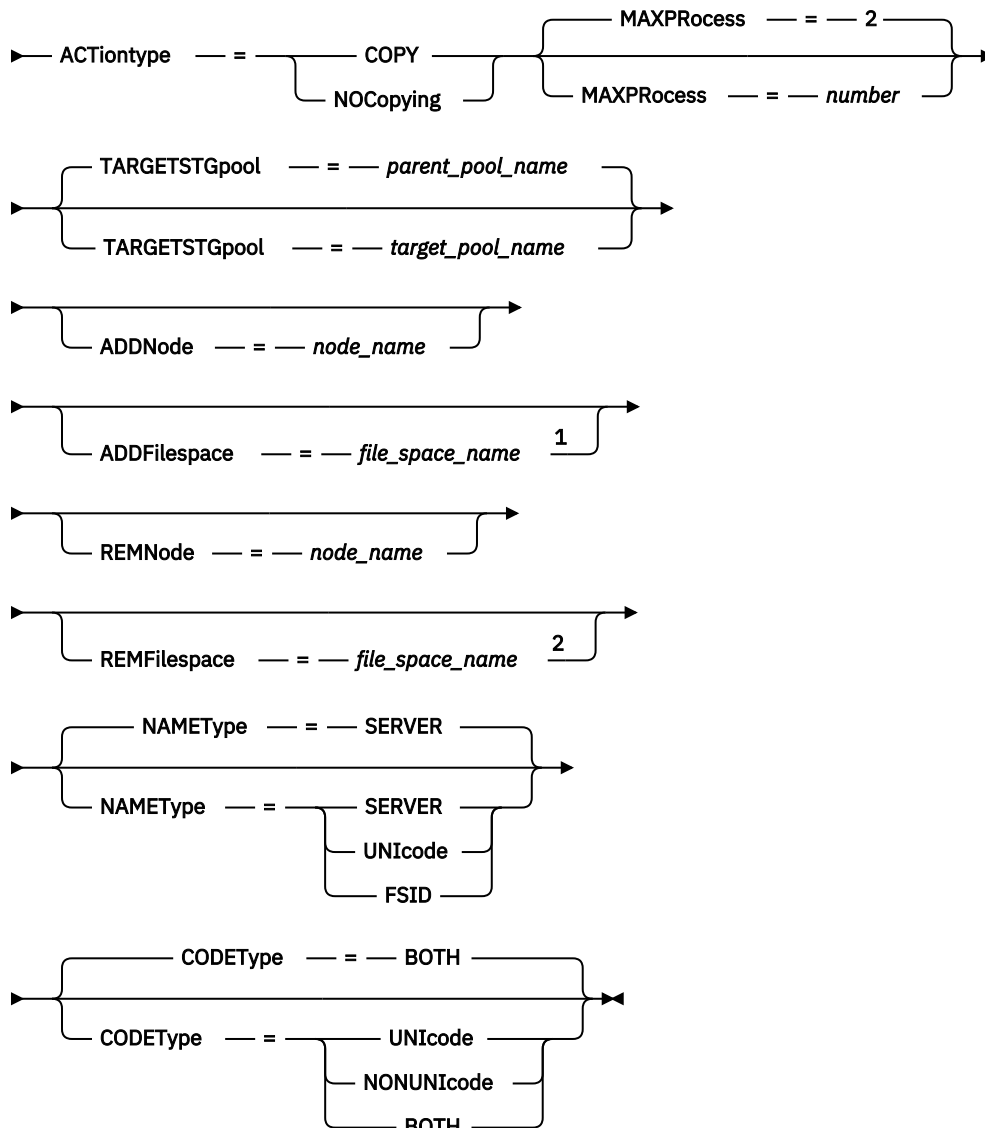 MAXPRocess = 2
ACTiontype = COPY
NOCopying
MAXPRocess = number
TARGETSTGpool = parent_pool_name
TARGETSTGpool = target_pool_name
ADDNode = node_name
ADDFilespace = file_space_name 1
REMNode = node_name
REMFilespace = file_space_name 2
NAMEType = SERVER
NAMEType = SERVER
UNIcode
FSID
CODEType = BOTH
CODEType = UNIcode
NONUNIcode
BOTH